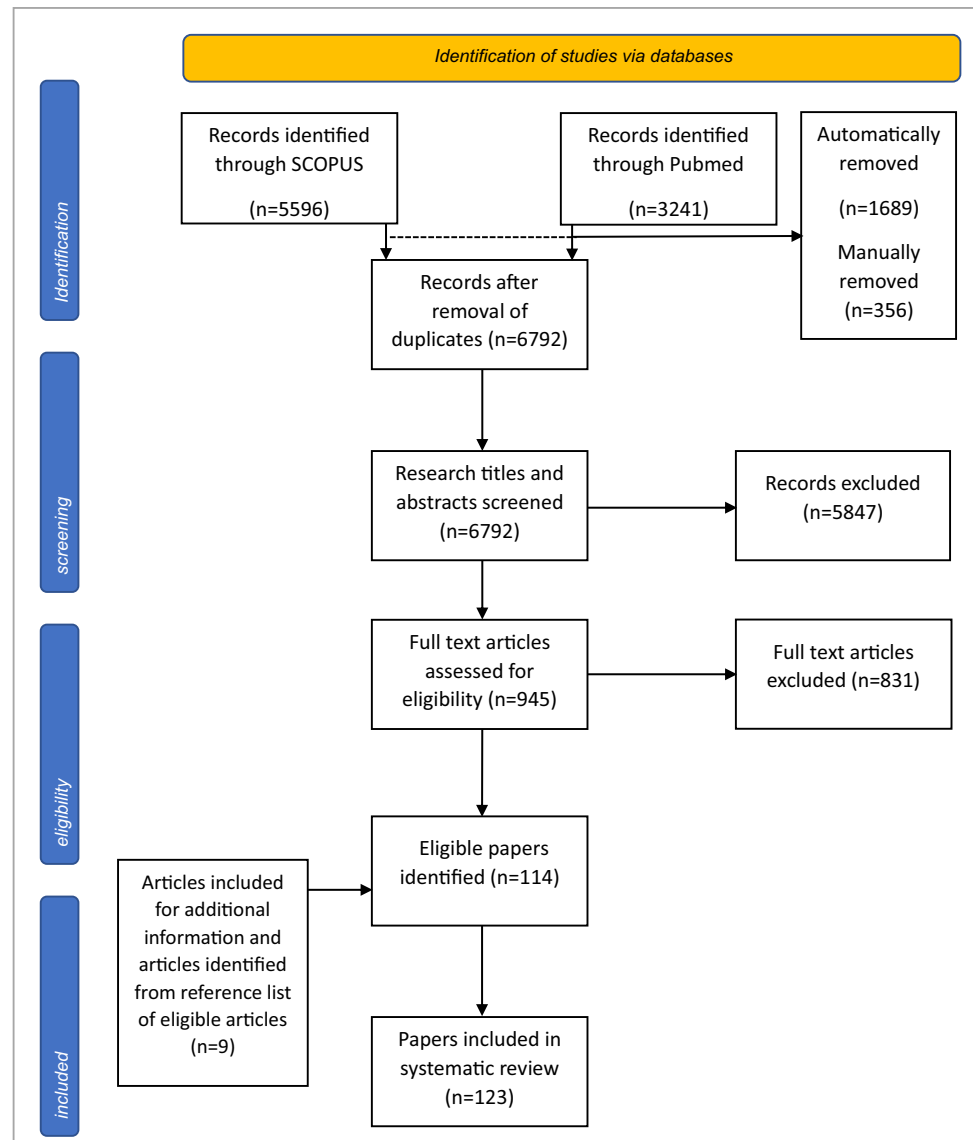 Identification of studies via databases
Identification
Records identified
through SCOPUS
(n=5596)
Records identified
through Pubmed
(n=3241)
Automatically
removed
(n=1689)
Manually
removed
(n=356)
Records after
removal of
duplicates (n=6792)
screening
Research titles and
abstracts screened
(n=6792)
Records excluded
(n=5847)
eligibility
Full text articles
assessed for
eligibility (n=945)
Full text articles
excluded (n=831)
Eligible papers
identified (n=114)
Articles included
for additional
information and
articles identified
from reference list
of eligible articles
(n=9)
included
Papers included in
systematic review
(n=123)